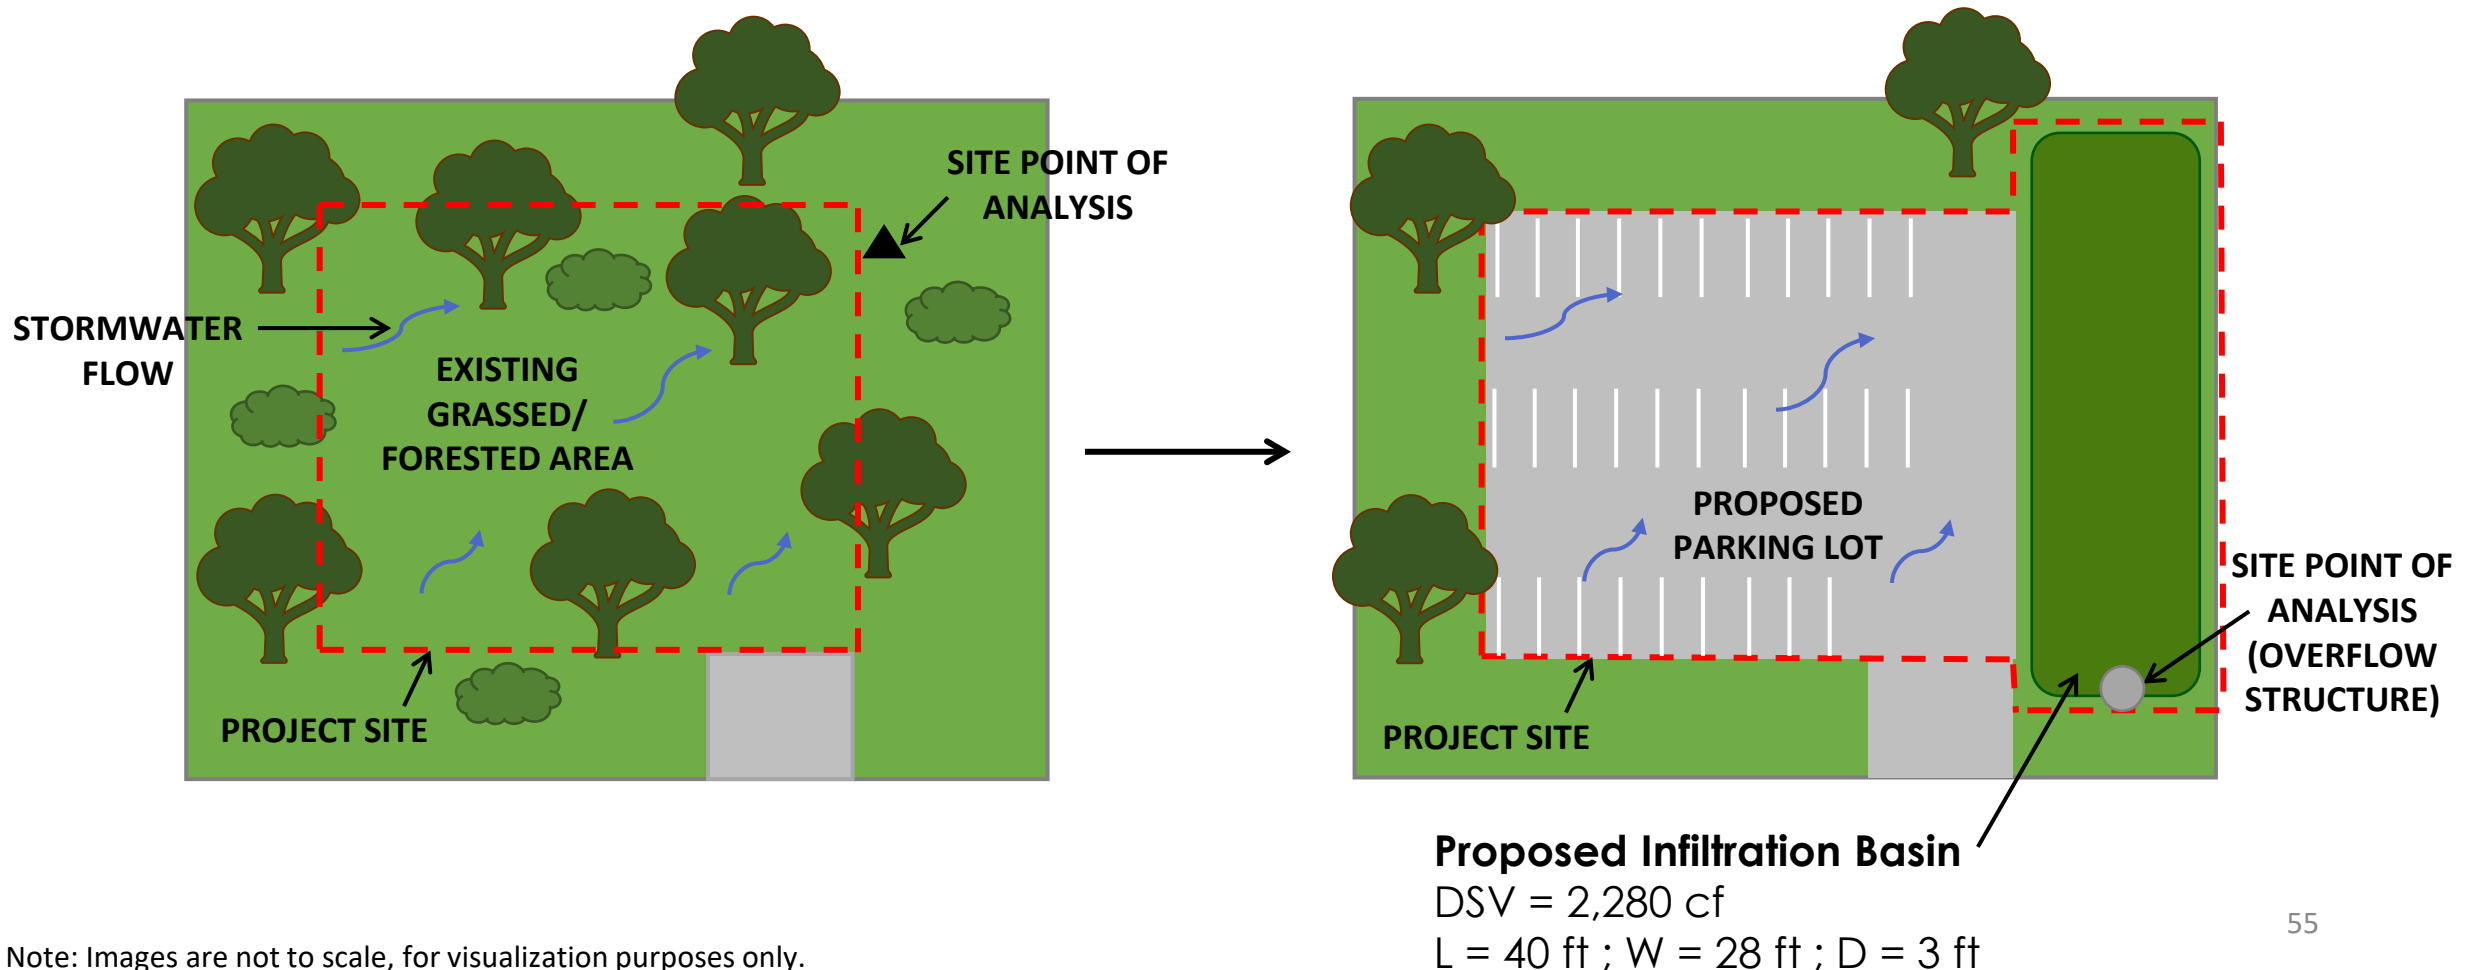 SITE POINT OF
ANALYSIS
STORMWATER
FLOW
EXISTING
GRASSED/
FORESTED AREA
PROJECT SITE
PROPOSED
PARKING LOT
SITE POINT OF
ANALYSIS
(OVERFLOW
STRUCTURE)
PROJECT SITE
Proposed Infiltration Basin
DSV = 2,280 cf
L = 40 ft ; W = 28 ft ; D = 3 ft
Note: Images are not to scale, for visualization purposes only.
55